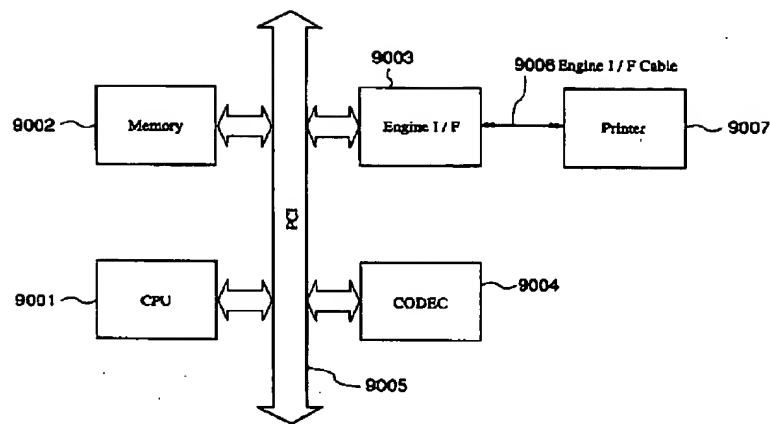 9003
9006 Engine I / F Cable
9002
Memory
Engine I / F
Printer
9007
PCI
9001
CPU
CODEC
9004
9005